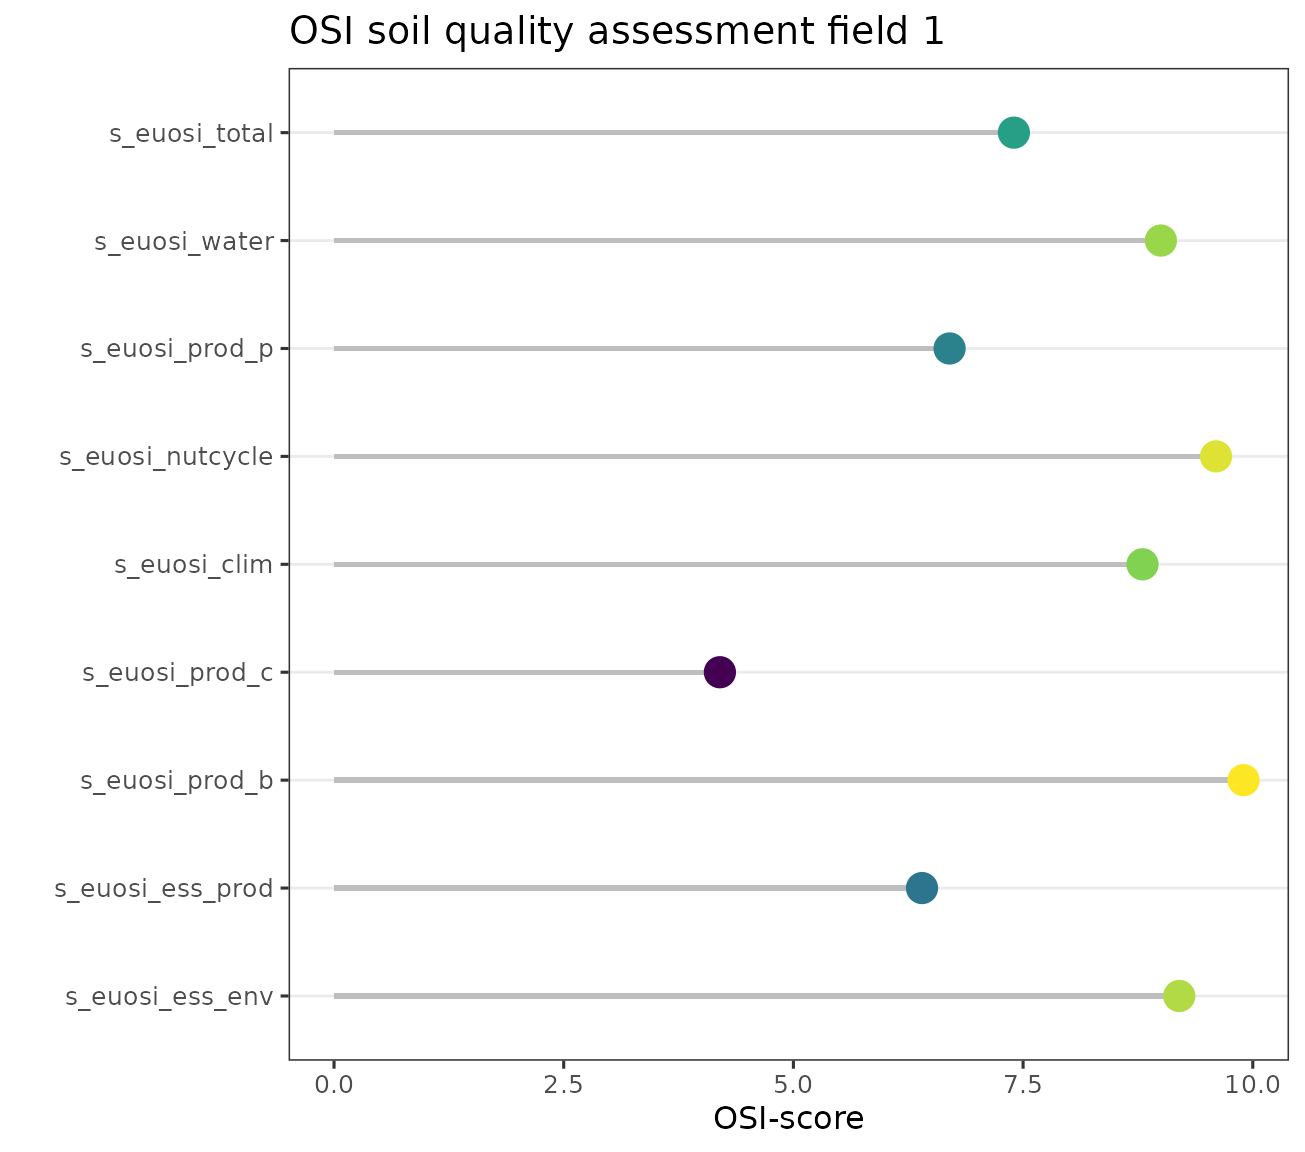 OSI soil quality assessment field 1
s_euosi_total
s_euosi_water
s_euosi_prod_p
s_euosi_nutcycle
s_euosi_clim
s_euosi_prod_c
s_euosi_prod_b
s_euosi_ess_prod
s_euosi_ess_env
0.0 2.5 5.0 7.5 10.0
OSI-score